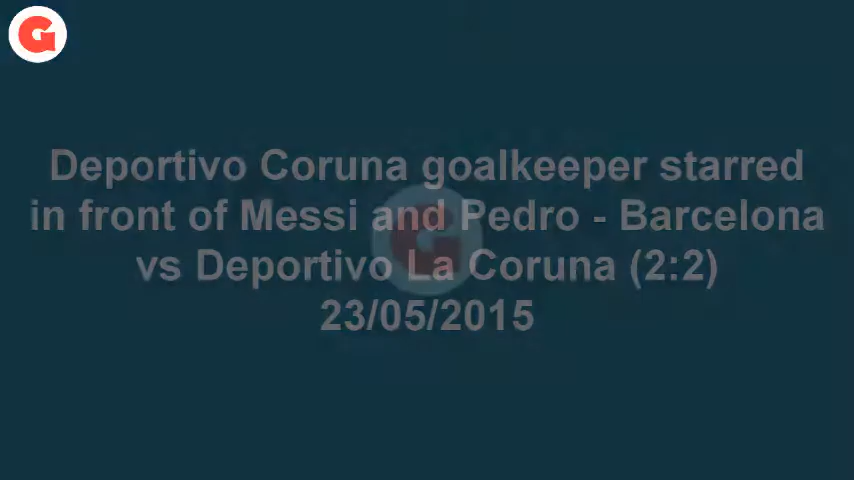 G
Deportivo Coruna goalkeeper starred
in front of Messi and Pedro - Barcelona
vs Deportivo La Coruna (2:2)
23/05/2015
G